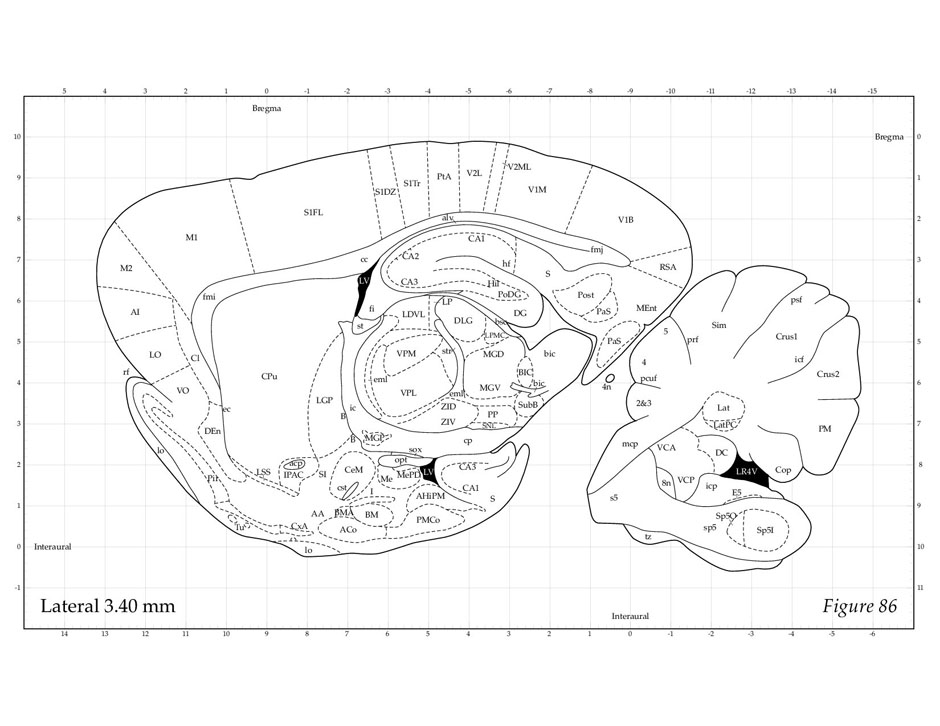 5 4 3 2 1 0 -1 -2 -3 -4 -5 -6 -7 -8 -9 -10 -11 -12 -13 -14 -15
Bregma
10 Bregma 0
V2ML
9 S1Tr PtA V2L 1
S1DZ V1M
S1FL
8 alv V1B 2
M1 CA1
CA2 fmj
7 cc hf RSA 3
M2 S
LV CA3 Hil
fmi Post
6 PoDG 4
AI fi LP PaS MEnt
LDVL DG
st DLG bsc Sim psf
5 LPMC PaS 5 prf Crus1 5
LO CI VPM str MGD bic
4 icf
rf CPu BIC Crus2
4 eml pcuf 6
VO VPL MGV bic 4n
LGP eml
ec ic ZID SubB 2&3 Lat
B PP
3 DEn ZIV SNL LatPC PM 7
B MGP cp mcp
lo sox VCA DC
2 acp opt LV CA3 LR4V Cop 8
Pir LSS IPAC SI CeM Me MePD
cst 8n VCP icp
I CA1 E5
1 AHiPM S s5 9
AA BMA BM Sp5O
Tu CxA ACo PMCo sp5 Sp5I
tz
0 Interaural lo 10
-1 11
Lateral 3.40 mm Figure 86
Interaural
14 13 12 11 10 9 8 7 6 5 4 3 2 1 0 -1 -2 -3 -4 -5 -6